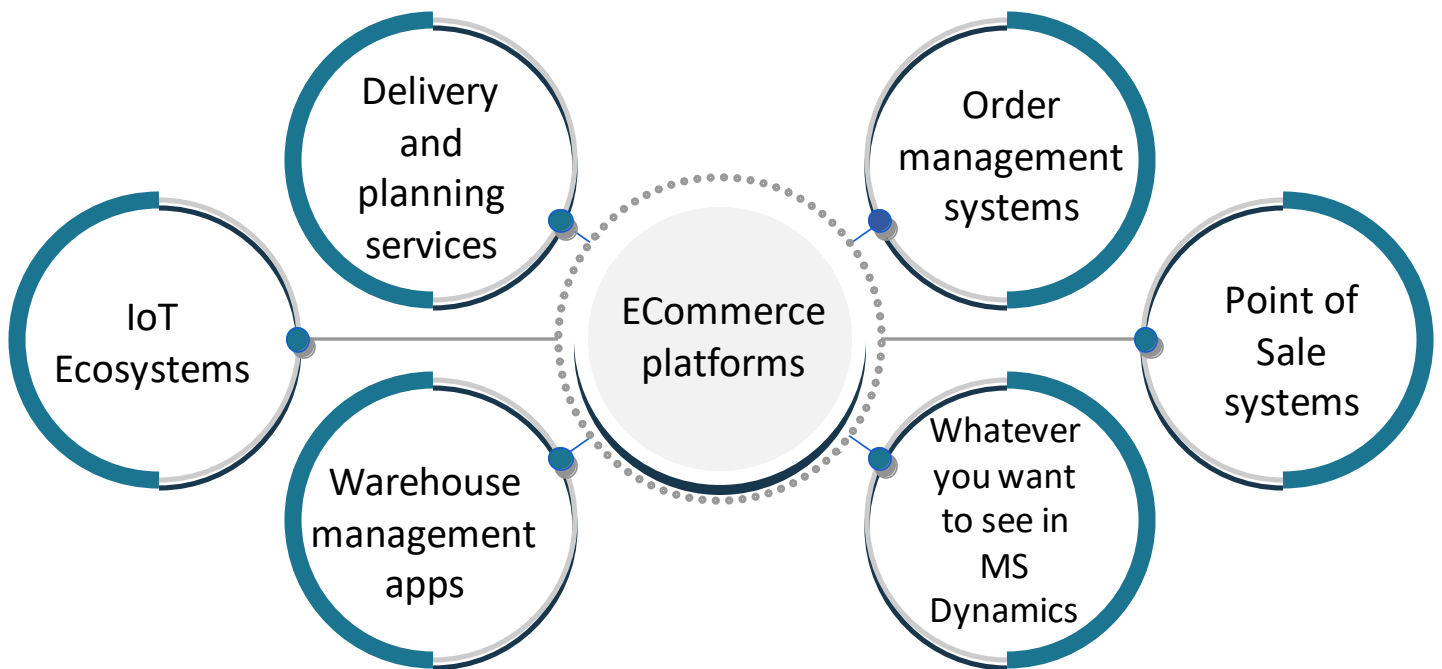 Delivery
and
planning
services
Order
management
systems
IoT
Ecosystems
ECommerce
platforms
Point of
Sale
systems
Warehouse
management
apps
Whatever
you want
to see in
MS
Dynamics